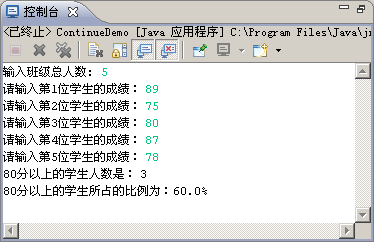 控制台
<已终止> ContinueDemo [Java 应用程序] C:\Program Files\Java\jr
输入班级总人数: 5
请输入第1位学生的成绩: 89
请输入第2位学生的成绩: 75
请输入第3位学生的成绩: 80
请输入第4位学生的成绩: 87
请输入第5位学生的成绩: 78
80分以上的学生人数是: 3
80分以上的学生所占的比例为:60.0%